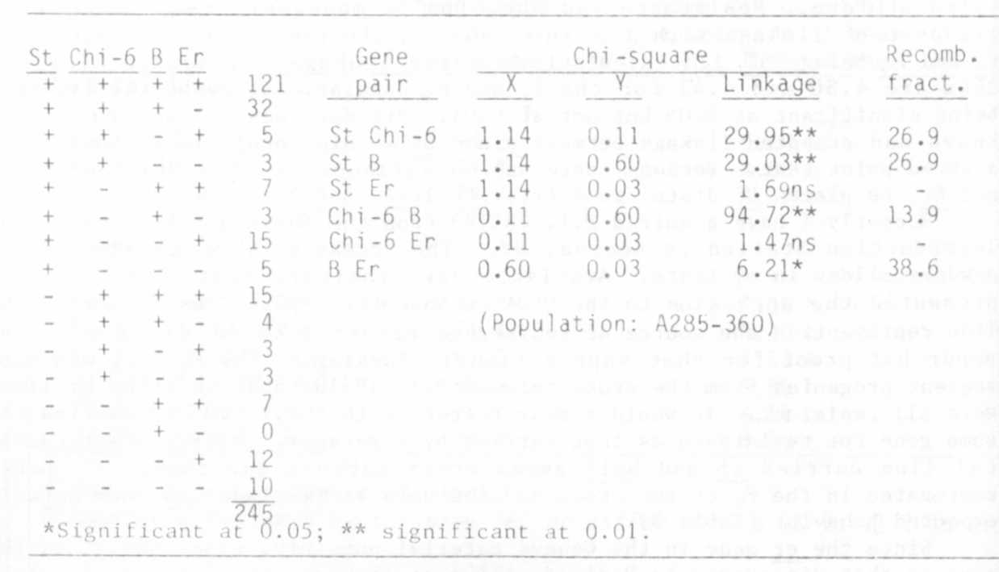 St Chi-6 B Er Gene Chi-square Recomb.
+ + + + 121 pair X Y Linkage fract.
+ + + - 32
+ + - + 5 St Chi-6 1.14 0.11 29.95** 26.9
+ + - - 3 St B 1.14 0.60 29.03** 26.9
+ - + + 7 St Er 1.14 0.03 1.69ns -
+ - + - 3 Chi-6 B 0.11 0.60 94.72** 13.9
+ - - + 15 Chi-6 Er 0.11 0.03 1.47ns -
+ - - - 5 B Er 0.60 0.03 6.21* 38.6
- + + + 15
- + + - 4 (Population: A285-360)
- + - + 3
- + - - 3
- - + + 7
- - + - 0
- - - + 12
- - - - 10
245
*Significant at 0.05; ** significant at 0.01.